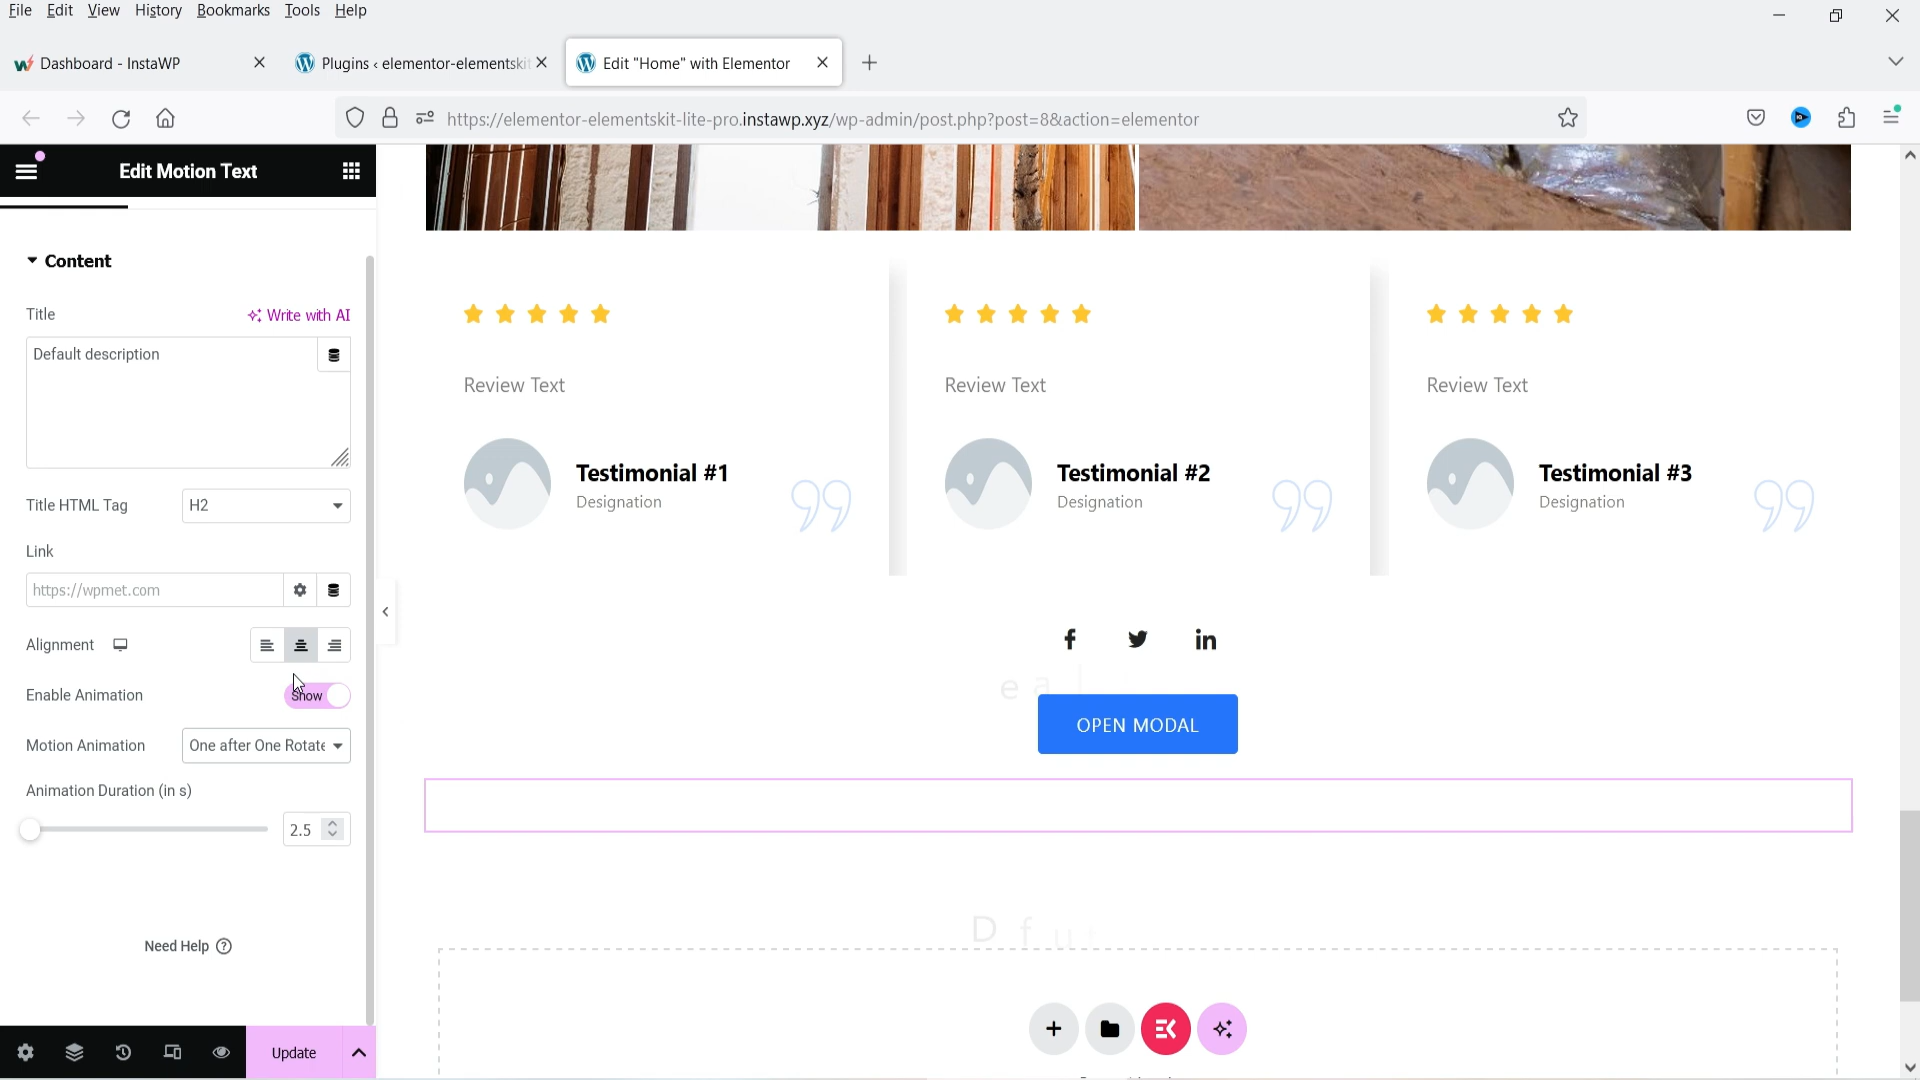 File Edit View History Bookmarks Tools Help
Dashboard - InstaWP
Plugins ‹ elementor-elementskit
Edit "Home" with Elementor
https://elementor-elementskit-lite-pro.instawp.xyz/wp-admin/post.php?post=8&action=elementor
Edit Motion Text
Content
Title
Write with AI
Default description
Title HTML Tag
H2
Link
https://wpmet.com
Alignment
Enable Animation
Show
Motion Animation
One after One Rotate
Animation Duration (in s)
2.5
Need Help
Update
Review Text
Review Text
Review Text
Testimonial #1
Designation
Testimonial #2
Designation
Testimonial #3
Designation
e a l
OPEN MODAL
D f u